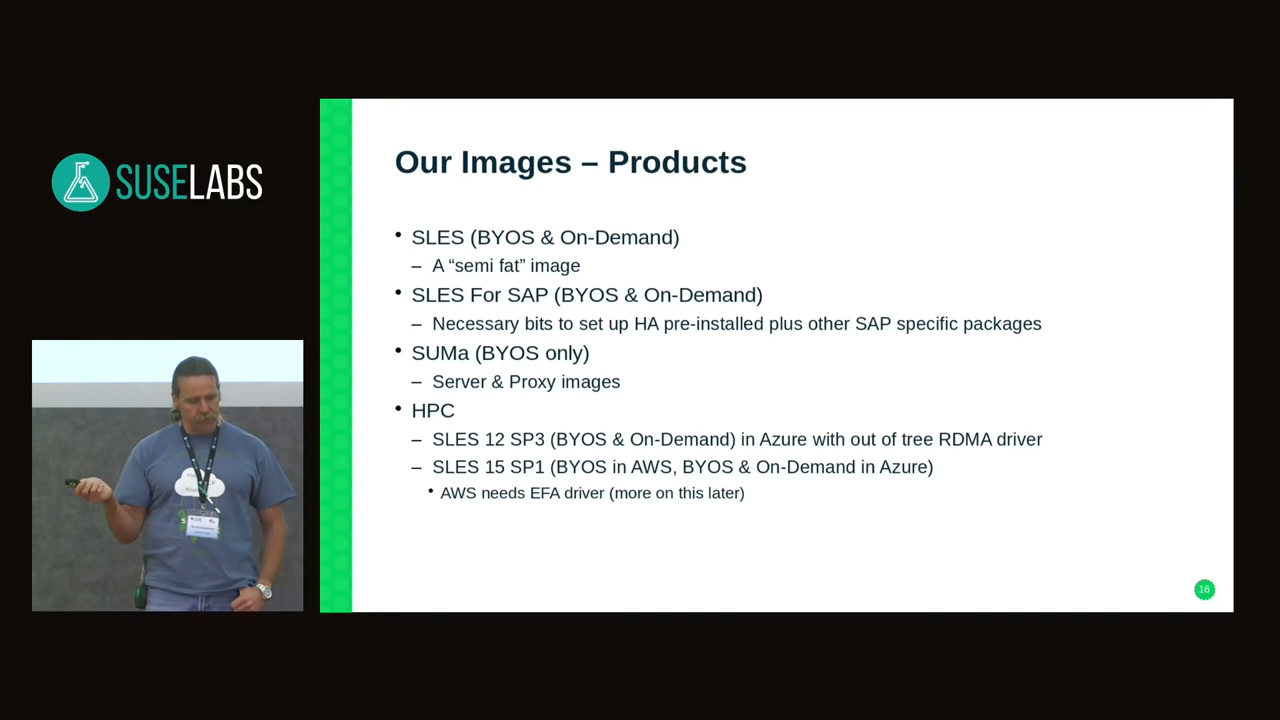 SUSELABS
Our Images – Products
• SLES (BYOS & On-Demand)
– A “semi fat” image
• SLES For SAP (BYOS & On-Demand)
– Necessary bits to set up HA pre-installed plus other SAP specific packages
• SUMa (BYOS only)
– Server & Proxy images
• HPC
– SLES 12 SP3 (BYOS & On-Demand) in Azure with out of tree RDMA driver
– SLES 15 SP1 (BYOS in AWS, BYOS & On-Demand in Azure)
• AWS needs EFA driver (more on this later)
16